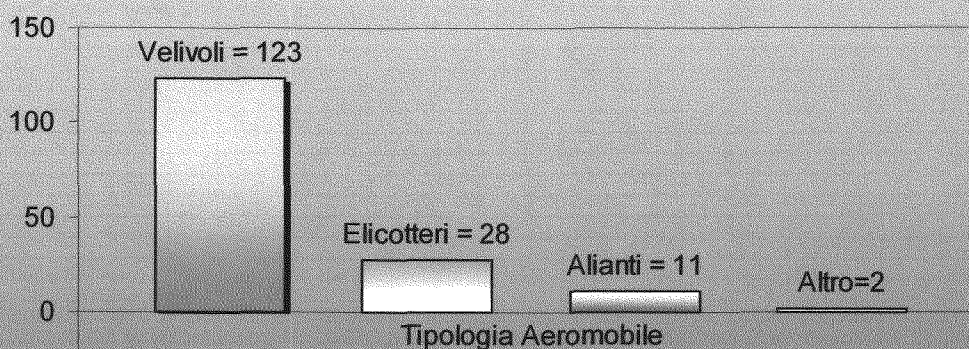 150
Velivoli = 123
100
50
Elicotteri = 28
Alianti = 11
Altro=2
0
Tipologia Aeromobile